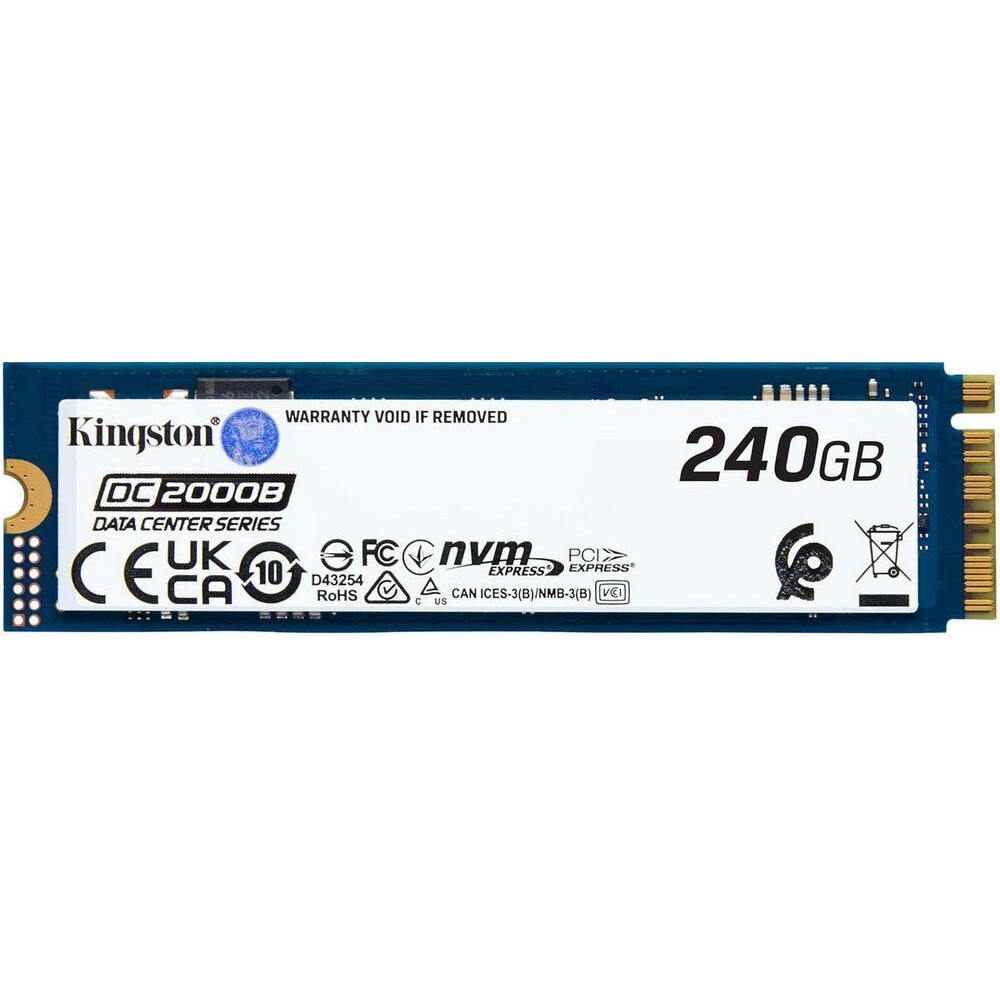 Kingston® WARRANTY VOID IF REMOVED
240GB
DC2000B
DATA CENTER SERIES
CE UK CA 10
D43254
RoHS
FC
nvm EXPRESS®
PCI EXPRESS®
C US
CAN ICES-3(B)/NMB-3(B)
VCI